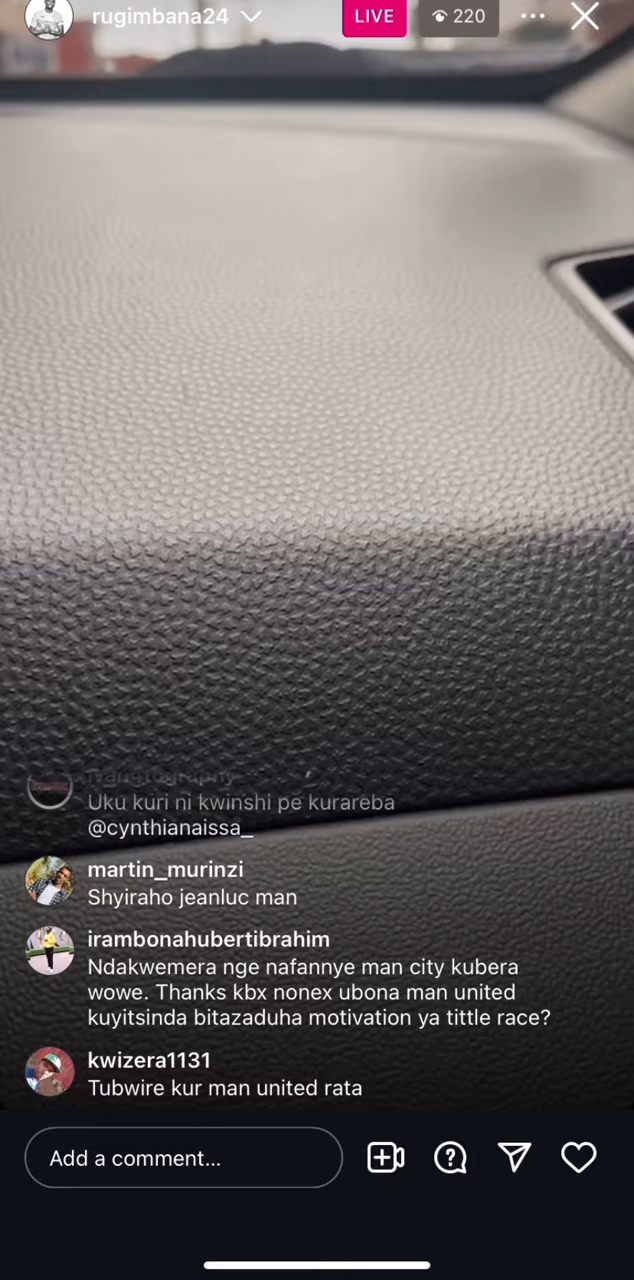 rugimbana24
LIVE
220
Uku kuri ni kwinshi pe kurareba
@cynthianaissa_
martin_murinzi
Shyiraho jeanluc man
irambonahubertibrahim
Ndakwemera nge nafannye man city kubera
wowe. Thanks kbx nonex ubona man united
kuyitsinda bitazaduha motivation ya tittle race?
kwizera1131
Tubwire kur man united rata
Add a comment...